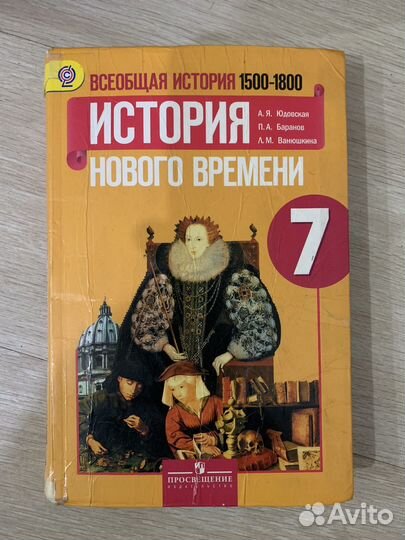 ВСЕОБЩАЯ ИСТОРИЯ 1500-1800
ИСТОРИЯ
А. Я. Юдовская
П. А. Баранов
Л. М. Ванюшкина
НОВОГО ВРЕМЕНИ
7
ПРОСВЕЩЕНИЕ
ИЗДАТЕЛЬСТВО
Avito